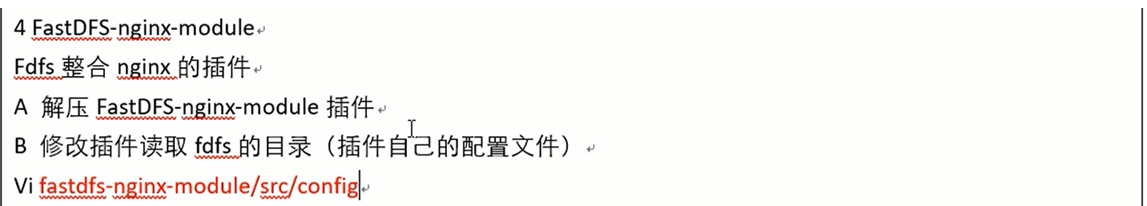 4 FastDFS-nginx-module
Fdfs 整合 nginx 的插件
A 解压 FastDFS-nginx-module 插件
B 修改插件读取 fdfs 的目录（插件自己的配置文件）
Vi fastdfs-nginx-module/src/config